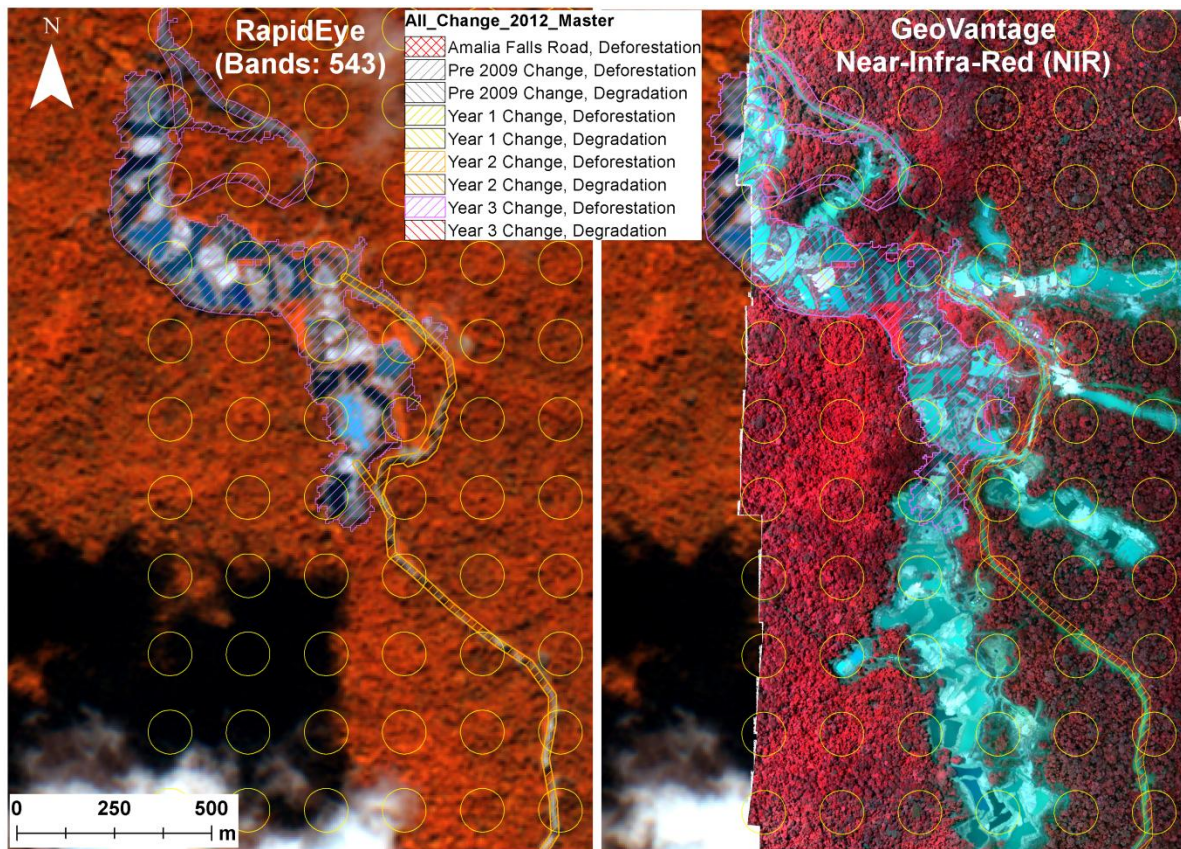 N
RapidEye
(Bands: 543)
All_Change_2012_Master
Amalia Falls Road, Deforestation
Pre 2009 Change, Deforestation
Pre 2009 Change, Degradation
Year 1 Change, Deforestation
Year 1 Change, Degradation
Year 2 Change, Deforestation
Year 2 Change, Degradation
Year 3 Change, Deforestation
Year 3 Change, Degradation
GeoVantage
Near-Infra-Red (NIR)
0 250 500
m